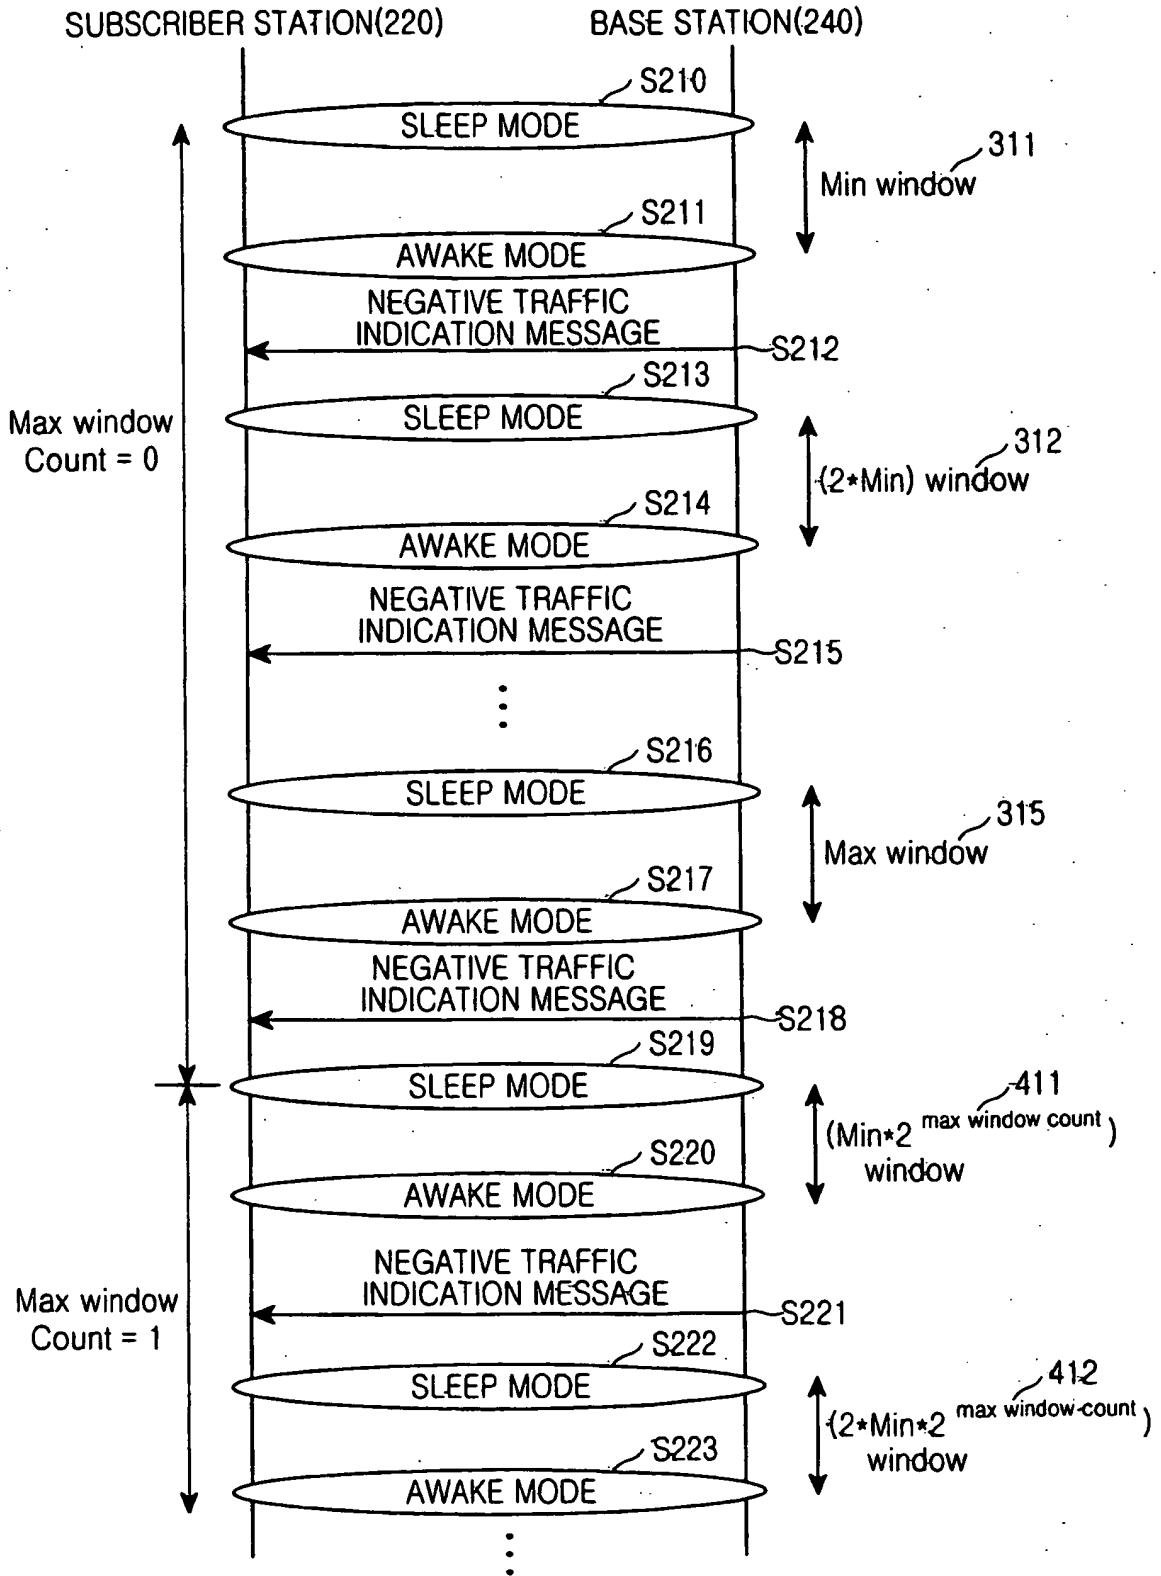 SUBSCRIBER STATION(220)
BASE STATION(240)
S210
SLEEP MODE
311
Min window
S211
AWAKE MODE
NEGATIVE TRAFFIC
INDICATION MESSAGE
S212
S213
SLEEP MODE
Max window
Count = 0
312
(2*Min) window
S214
AWAKE MODE
NEGATIVE TRAFFIC
INDICATION MESSAGE
S215
S216
SLEEP MODE
315
Max window
S217
AWAKE MODE
NEGATIVE TRAFFIC
INDICATION MESSAGE
S218
S219
SLEEP MODE
411
(Min*2 max window count)
window
S220
AWAKE MODE
NEGATIVE TRAFFIC
INDICATION MESSAGE
S221
Max window
Count = 1
S222
SLEEP MODE
412
(2*Min*2 max window count)
window
S223
AWAKE MODE